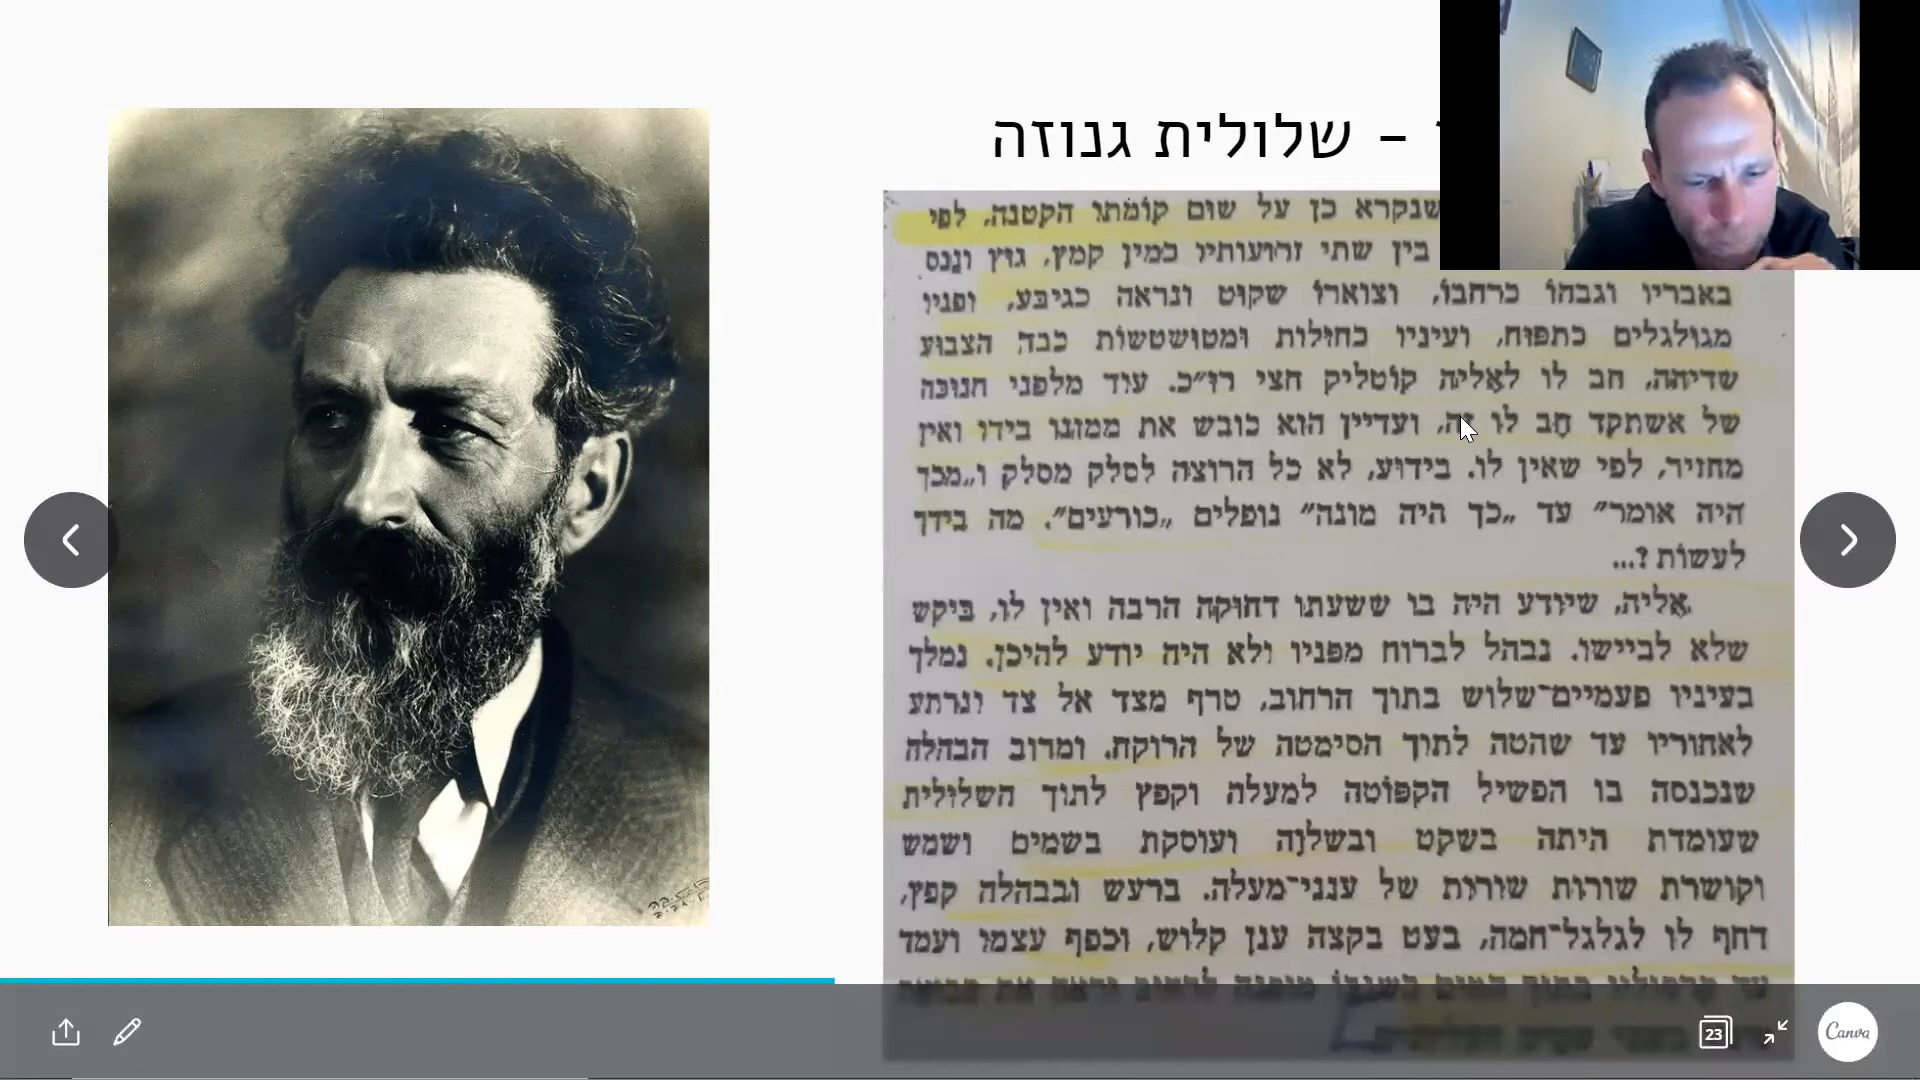 – שלולית גנוזה
שנקרא כן על שום קומתו הקטנה, לפי
בין שתי זרועותיו כמין קמץ, גוץ וננס
באבריו וגבהו כרחבו, וצוארו שקוט ונראה כגיבע, ופניו
מגולגלים כתפוח, ועיניו כחולות ומטושטשות כבד הצבוע
שדיהה, חב לו לאליה קוטליק חצי רו״כ. עוד מלפני חנוכה
של אשתקד חב לו זה, ועדיין הוא כובש את ממונו בידו ואין
מחזיר, לפי שאין לו. בידוע, לא כל הרוצה לסלק מסלק ו„מכך
היה אומר״ עד „כך היה מונה״ נופלים „כורעים״. מה בידך
לעשות ?...
אליה, שיודע היה בו ששעתו דחוקה הרבה ואין לו, ביקש
שלא לביישו. נבהל לברוח מפניו ולא היה יודע להיכן. נמלך
בעיניו פעמיים־שלוש בתוך הרחוב, טרף מצד אל צד ונרתע
לאחוריו עד שהטה לתוך הסימטה של הרוקח. ומרוב הבהלה
שנכנסה בו הפשיל הקפוטה למעלה וקפץ לתוך השלולית
שעומדת היתה בשקט ובשלוה ועוסקת בשמים ושמש
וקושרת שורות שורות של ענני־מעלה. ברעש ובבהלה קפץ,
דחף לו לגלגל־חמה, בעט בקצה ענן קלוש, וכפף עצמו ועמד
23
Canva